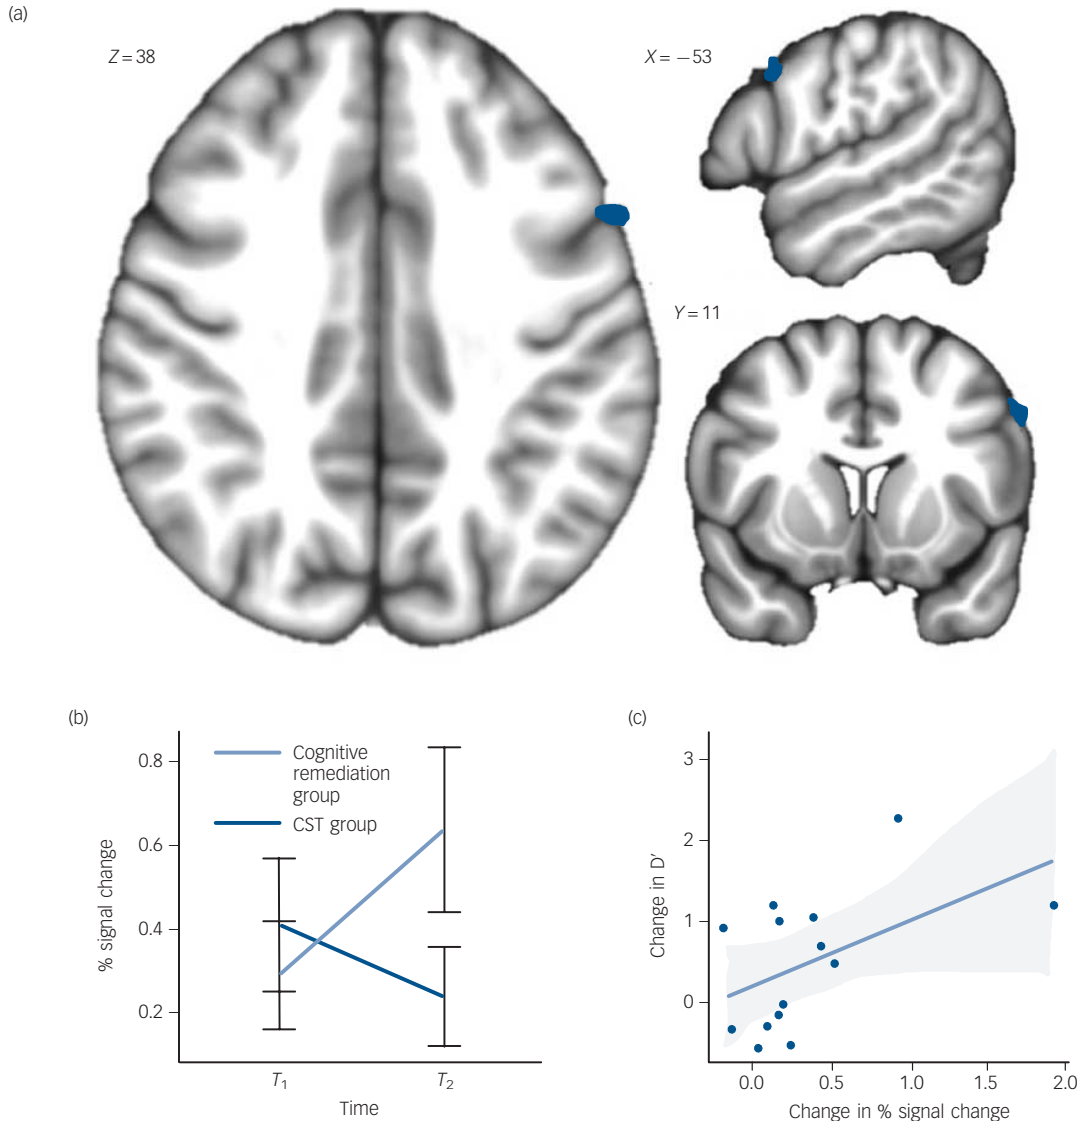 (a)
Z = 38
X = −53
Y = 11
(b)
0.8
0.6
0.4
0.2
% signal change
Cognitive
remediation
group
CST group
T1
T2
Time
(c)
3
2
1
0
Change in D′
0.0
0.5
1.0
1.5
2.0
Change in % signal change